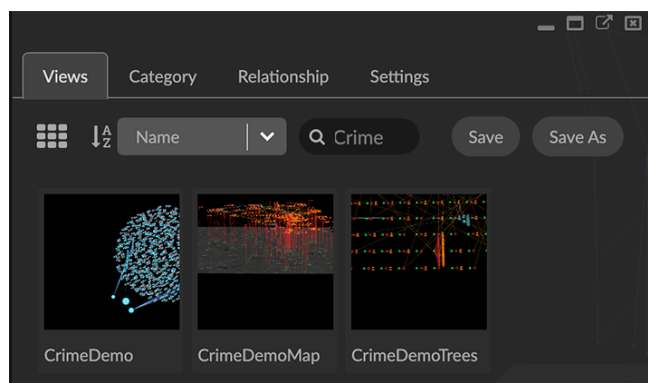 Views Category Relationship Settings
A Z Name Crime Save Save As
CrimeDemo CrimeDemoMap CrimeDemoTrees